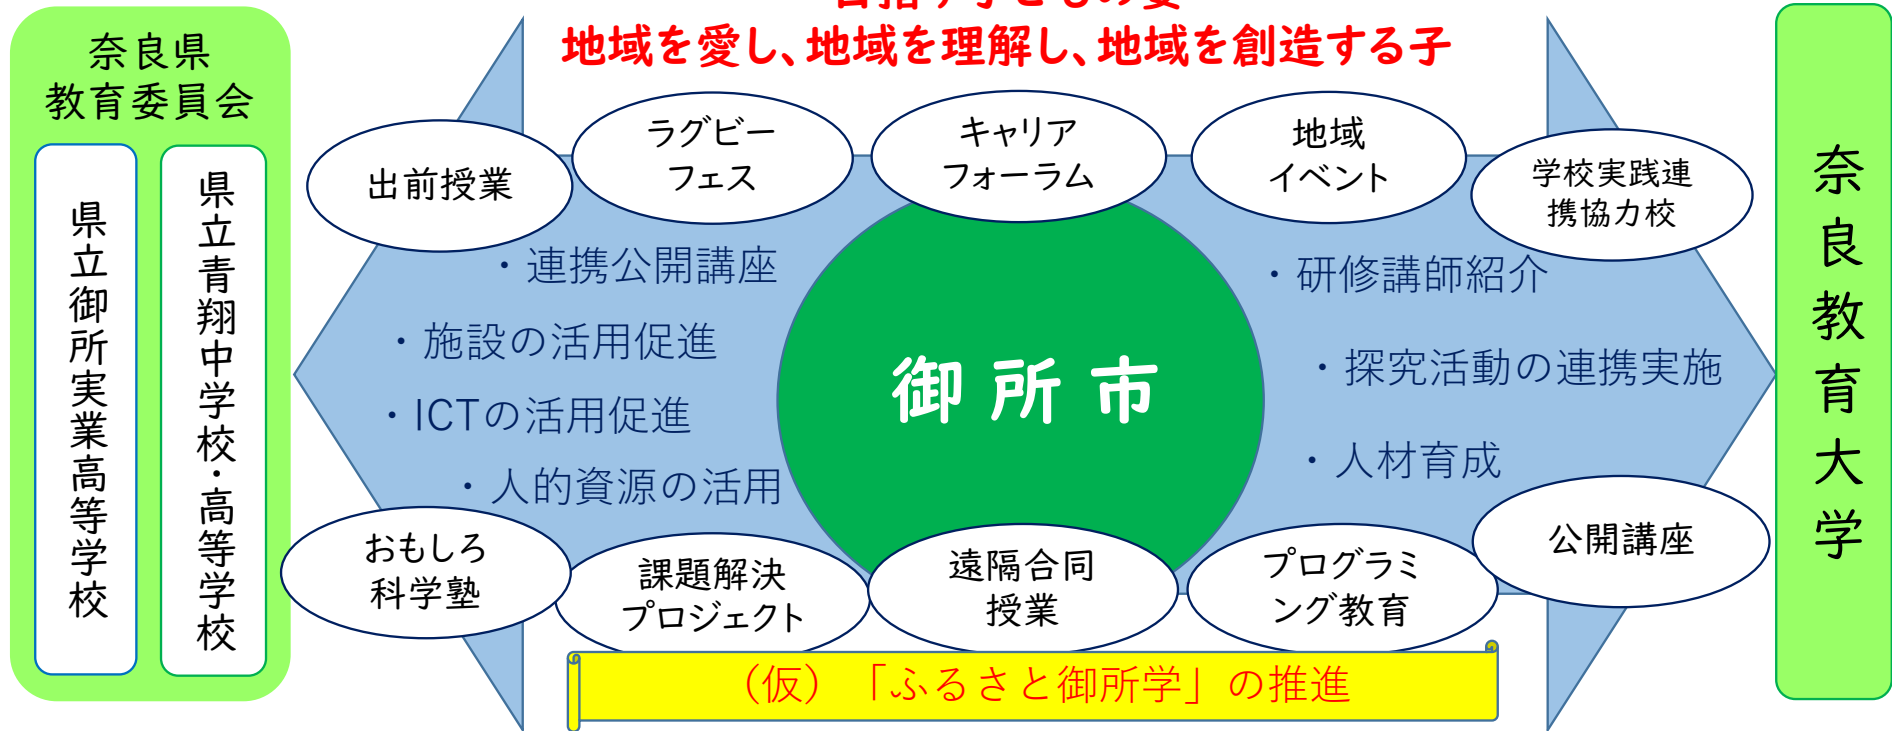 目指す子どもの姿
地域を愛し、地域を理解し、地域を創造する子
奈良県
教育委員会
県立御所実業高等学校
県立青翔中学校・高等学校
出前授業
ラグビー
フェス
キャリア
フォーラム
地域
イベント
学校実践連
携協力校
・連携公開講座
・施設の活用促進
・ICTの活用促進
・人的資源の活用
御所市
・研修講師紹介
・探究活動の連携実施
・人材育成
おもしろ
科学塾
課題解決
プロジェクト
遠隔合同
授業
プログラミ
ング教育
公開講座
（仮）「ふるさと御所学」の推進
奈良教育大学